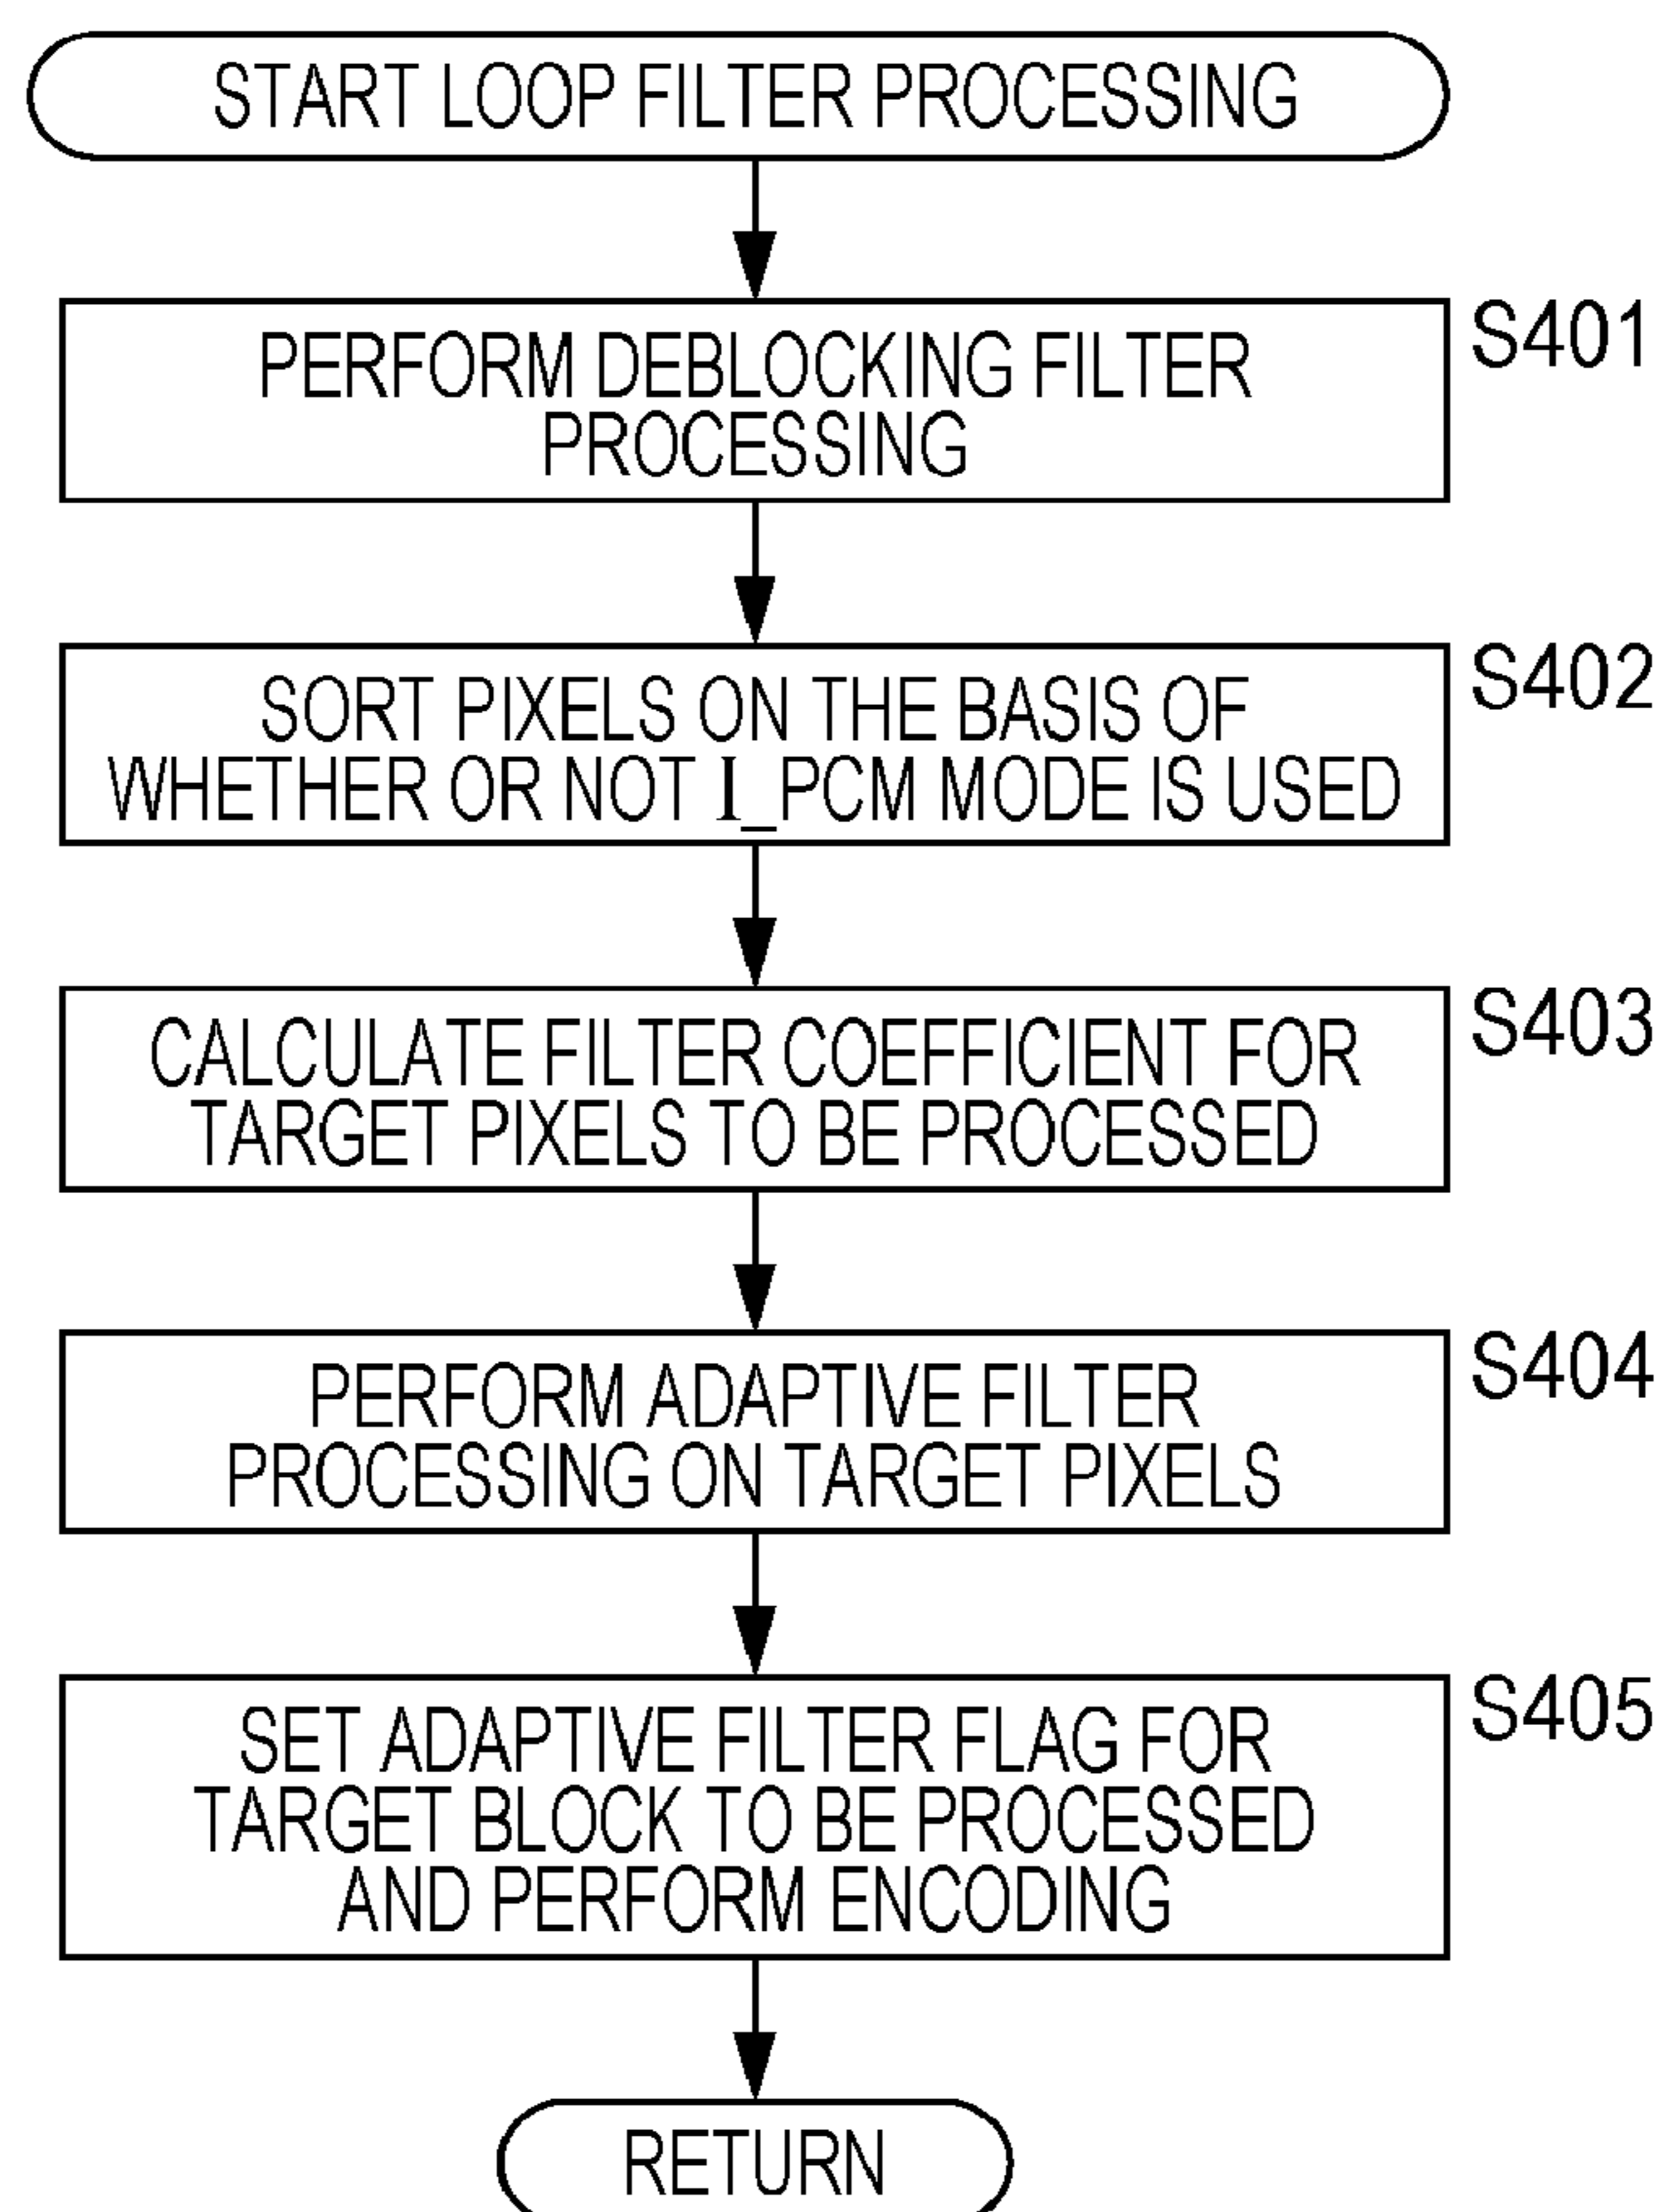 START LOOP FILTER PROCESSING
PERFORM DEBLOCKING FILTER
PROCESSING
S401
SORT PIXELS ON THE BASIS OF
WHETHER OR NOT I_PCM MODE IS USED
S402
CALCULATE FILTER COEFFICIENT FOR
TARGET PIXELS TO BE PROCESSED
S403
PERFORM ADAPTIVE FILTER
PROCESSING ON TARGET PIXELS
S404
SET ADAPTIVE FILTER FLAG FOR
TARGET BLOCK TO BE PROCESSED
AND PERFORM ENCODING
S405
RETURN